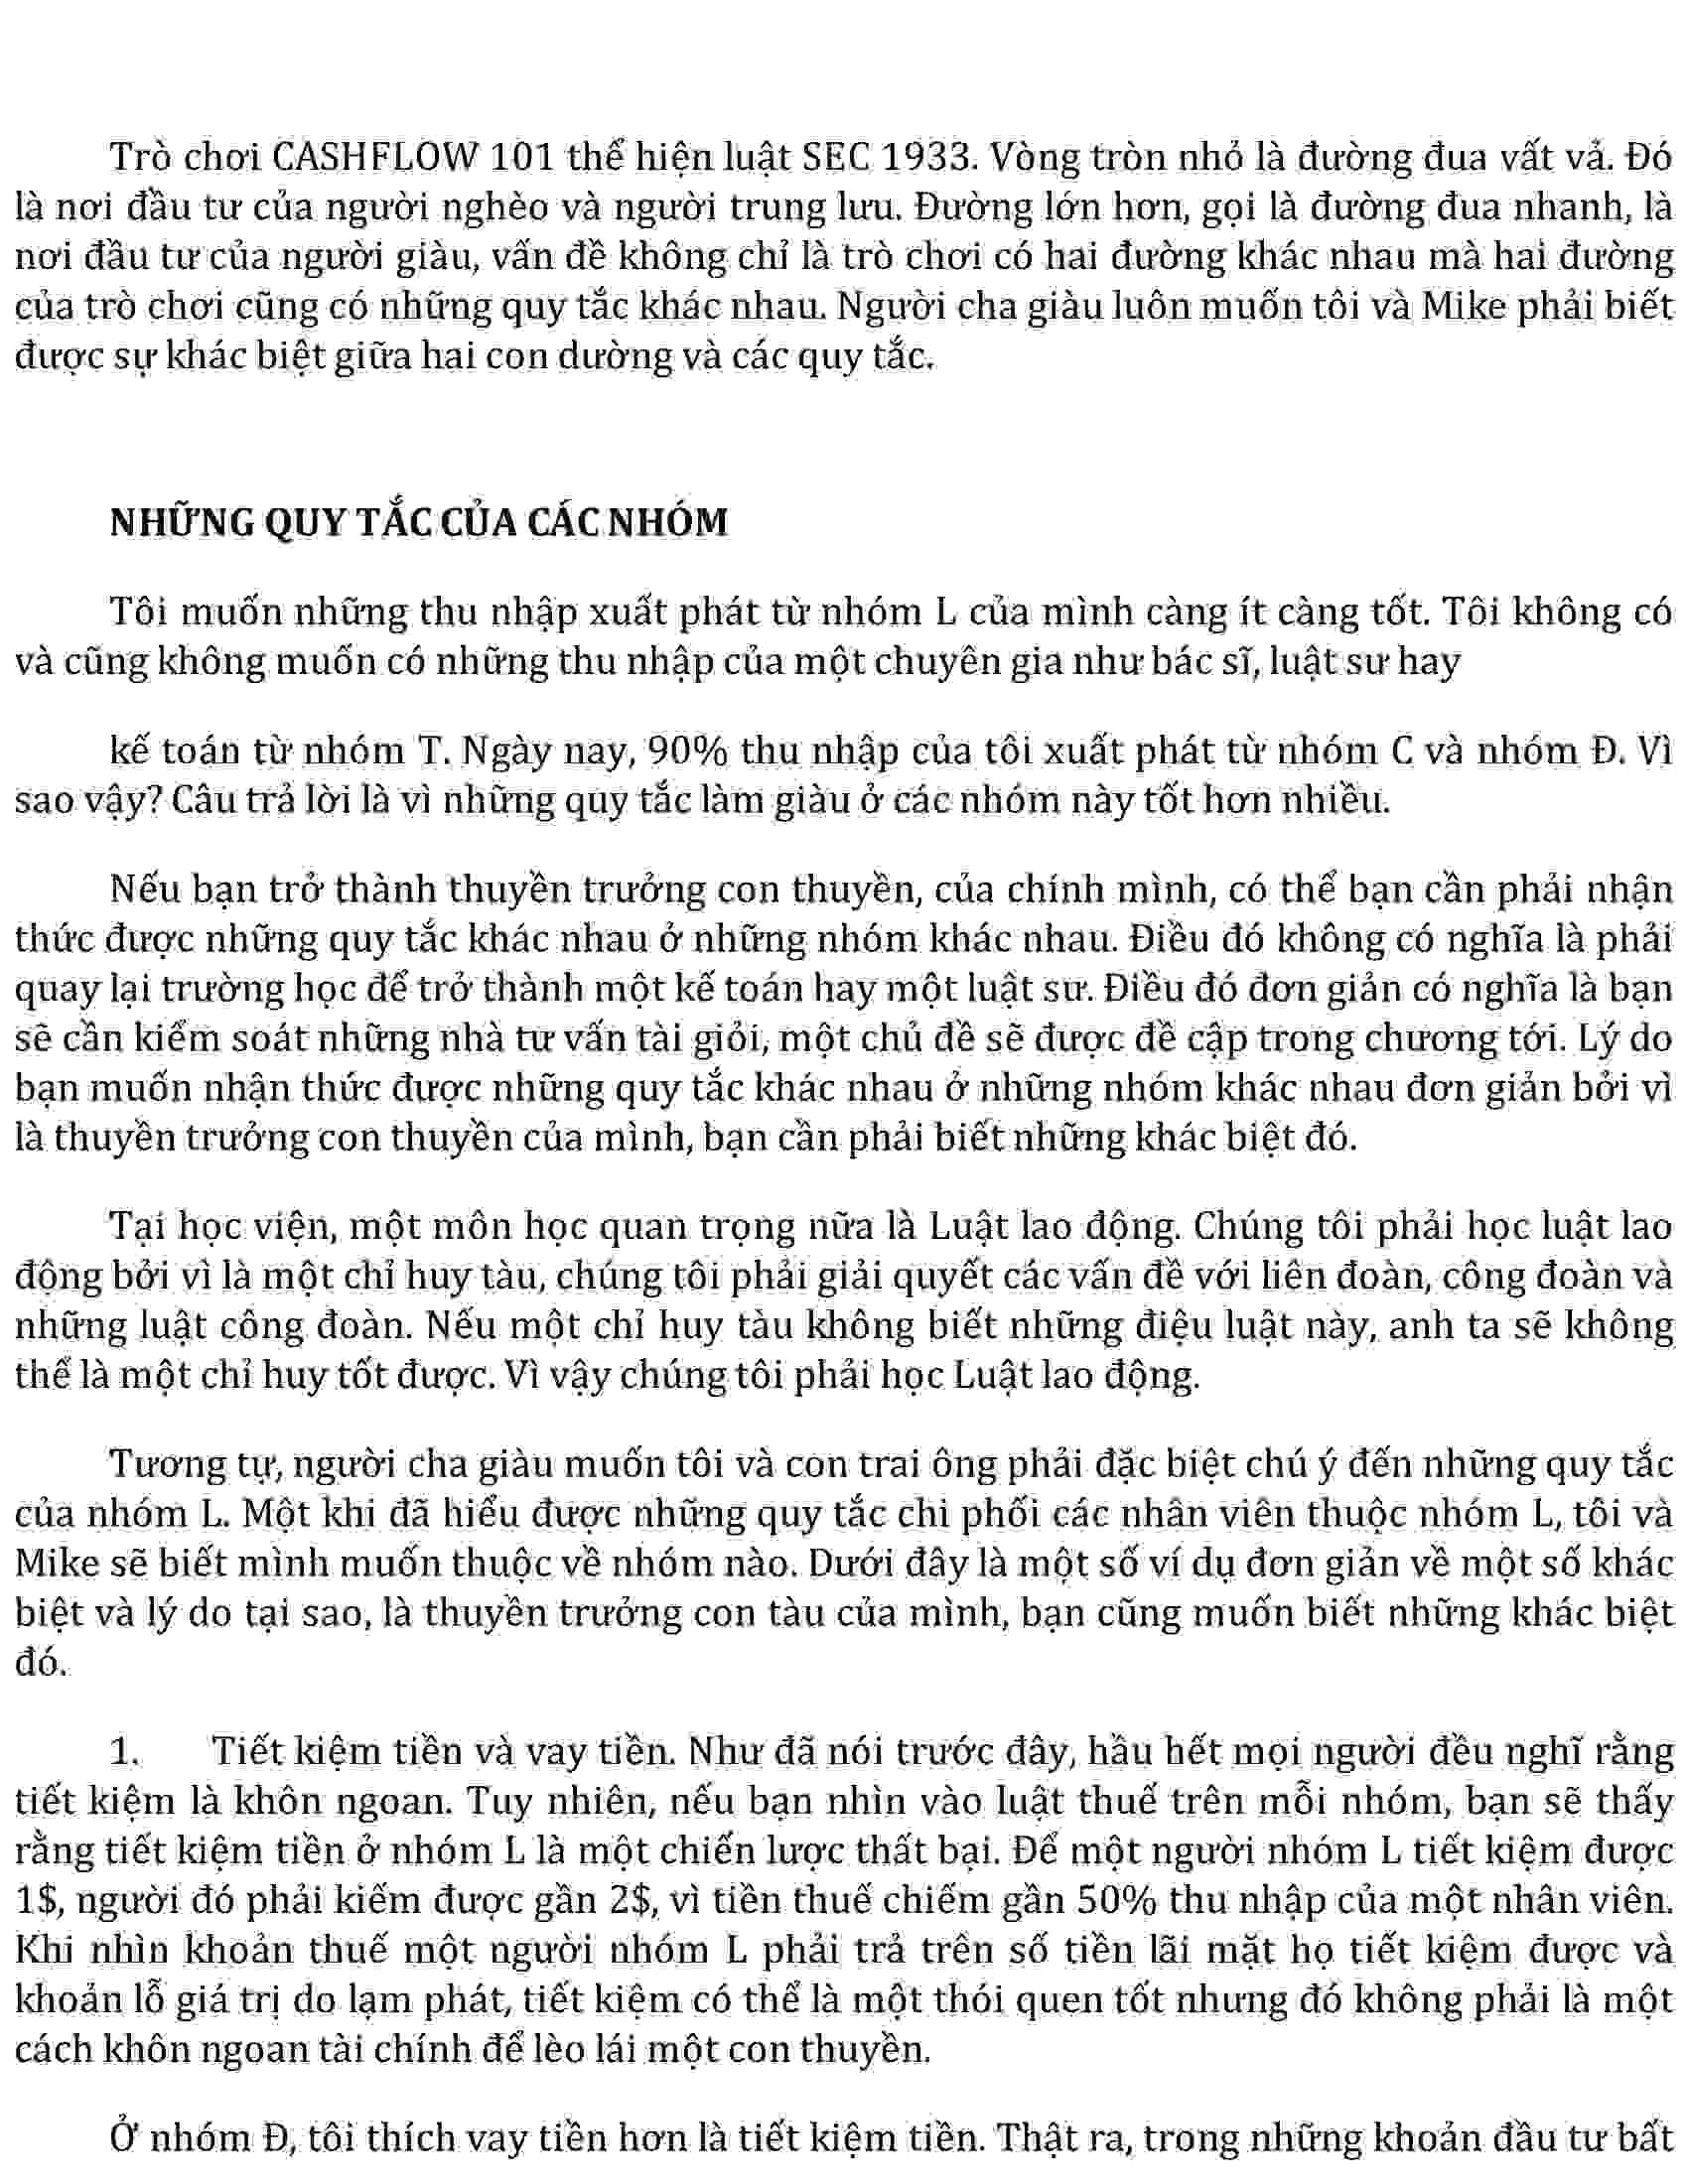 Trò chơi CASHFLOW 101 thể hiện luật SEC 1933. Vòng tròn nhỏ là đường đua vất vả. Đó
là nơi đầu tư của người nghèo và người trung lưu. Đường lớn hơn, gọi là đường đua nhanh, là
nơi đầu tư của người giàu, vấn đề không chỉ là trò chơi có hai đường khác nhau mà hai đường
của trò chơi cũng có những quy tắc khác nhau. Người cha giàu luôn muốn tôi và Mike phải biết
được sự khác biệt giữa hai con dường và các quy tắc.
NHỮNG QUY TẮC CỦA CÁC NHÓM
Tôi muốn những thu nhập xuất phát từ nhóm L của mình càng ít càng tốt. Tôi không có
và cũng không muốn có những thu nhập của một chuyên gia như bác sĩ, luật sư hay
kế toán từ nhóm T. Ngày nay, 90% thu nhập của tôi xuất phát từ nhóm C và nhóm Đ. Vì
sao vậy? Câu trả lời là vì những quy tắc làm giàu ở các nhóm này tốt hơn nhiều.
Nếu bạn trở thành thuyền trưởng con thuyền, của chính mình, có thể bạn cần phải nhận
thức được những quy tắc khác nhau ở những nhóm khác nhau. Điều đó không có nghĩa là phải
quay lại trường học để trở thành một kế toán hay một luật sư. Điều đó đơn giản có nghĩa là bạn
sẽ cần kiểm soát những nhà tư vấn tài giỏi, một chủ đề sẽ được đề cập trong chương tới. Lý do
bạn muốn nhận thức được những quy tắc khác nhau ở những nhóm khác nhau đơn giản bởi vì
là thuyền trưởng con thuyền của mình, bạn cần phải biết những khác biệt đó.
Tại học viện, một môn học quan trọng nữa là Luật lao động. Chúng tôi phải học luật lao
động bởi vì là một chỉ huy tàu, chúng tôi phải giải quyết các vấn đề với liên đoàn, công đoàn và
những luật công đoàn. Nếu một chỉ huy tàu không biết những điệu luật này, anh ta sẽ không
thể là một chỉ huy tốt được. Vì vậy chúng tôi phải học Luật lao động.
Tương tự, người cha giàu muốn tôi và con trai ông phải đặc biệt chú ý đến những quy tắc
của nhóm L. Một khi đã hiểu được những quy tắc chi phối các nhân viên thuộc nhóm L, tôi và
Mike sẽ biết mình muốn thuộc về nhóm nào. Dưới đây là một số ví dụ đơn giản về một số khác
biệt và lý do tại sao, là thuyền trưởng con tàu của mình, bạn cũng muốn biết những khác biệt
đó.
1. Tiết kiệm tiền và vay tiền. Như đã nói trước đây, hầu hết mọi người đều nghĩ rằng
tiết kiệm là khôn ngoan. Tuy nhiên, nếu bạn nhìn vào luật thuế trên mỗi nhóm, bạn sẽ thấy
rằng tiết kiệm tiền ở nhóm L là một chiến lược thất bại. Để một người nhóm L tiết kiệm được
1$, người đó phải kiếm được gần 2$, vì tiền thuế chiếm gần 50% thu nhập của một nhân viên.
Khi nhìn khoản thuế một người nhóm L phải trả trên số tiền lãi mặt họ tiết kiệm được và
khoản lỗ giá trị do lạm phát, tiết kiệm có thể là một thói quen tốt nhưng đó không phải là một
cách khôn ngoan tài chính để lèo lái một con thuyền.
Ở nhóm Đ, tôi thích vay tiền hơn là tiết kiệm tiền. Thật ra, trong những khoản đầu tư bất